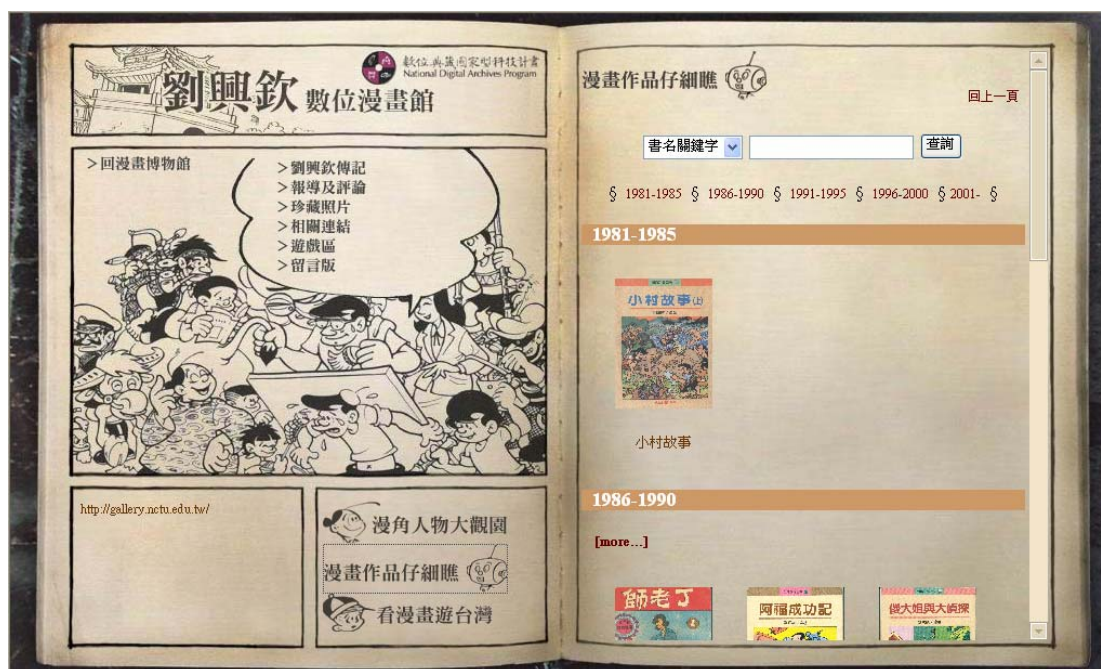 數位典藏國家型科技計畫
National Digital Archives Program
劉興欽 數位漫畫館
>回漫畫博物館
>劉興欽傳記
>報導及評論
>珍藏照片
>相關連結
>遊戲區
>留言版
http://gallery.nctu.edu.tw/
漫角人物大觀園
漫畫作品仔細瞧
看漫畫遊台灣
漫畫作品仔細瞧
回上一頁
書名關鍵字
查詢
§ 1981-1985 § 1986-1990 § 1991-1995 § 1996-2000 § 2001- §
1981-1985
小村故事(上)
小村故事
1986-1990
[more...]
師老丁
阿福成功記
傻大姐與大偵探